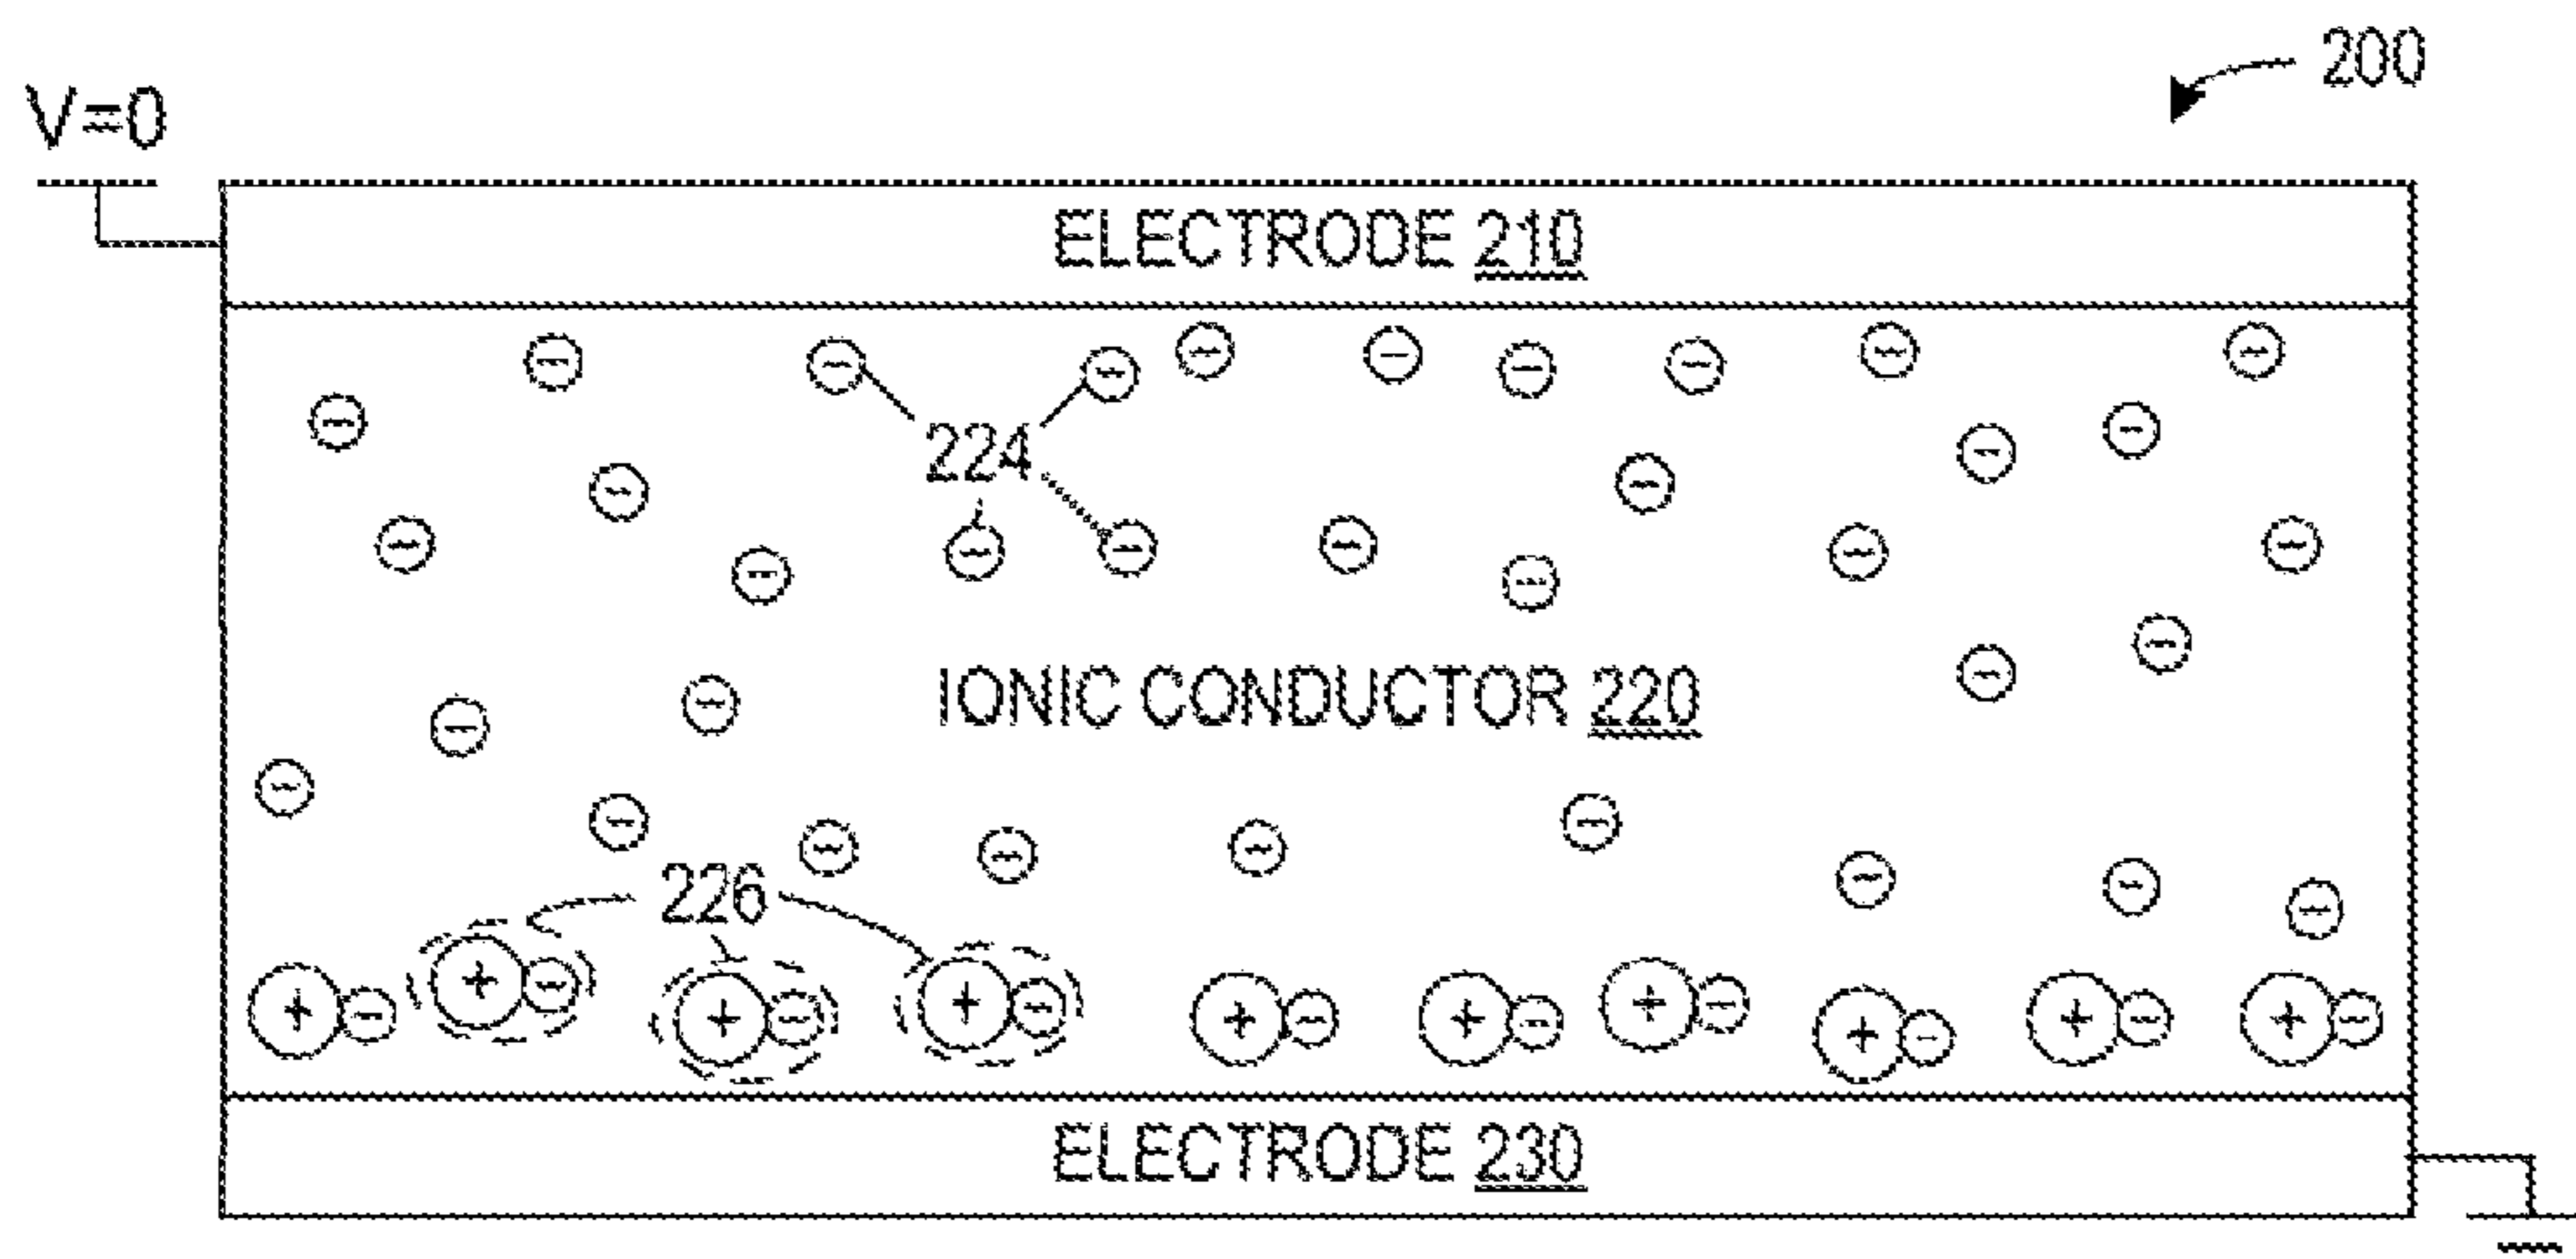 200
V=0
ELECTRODE 210
224
IONIC CONDUCTOR 220
226
ELECTRODE 230